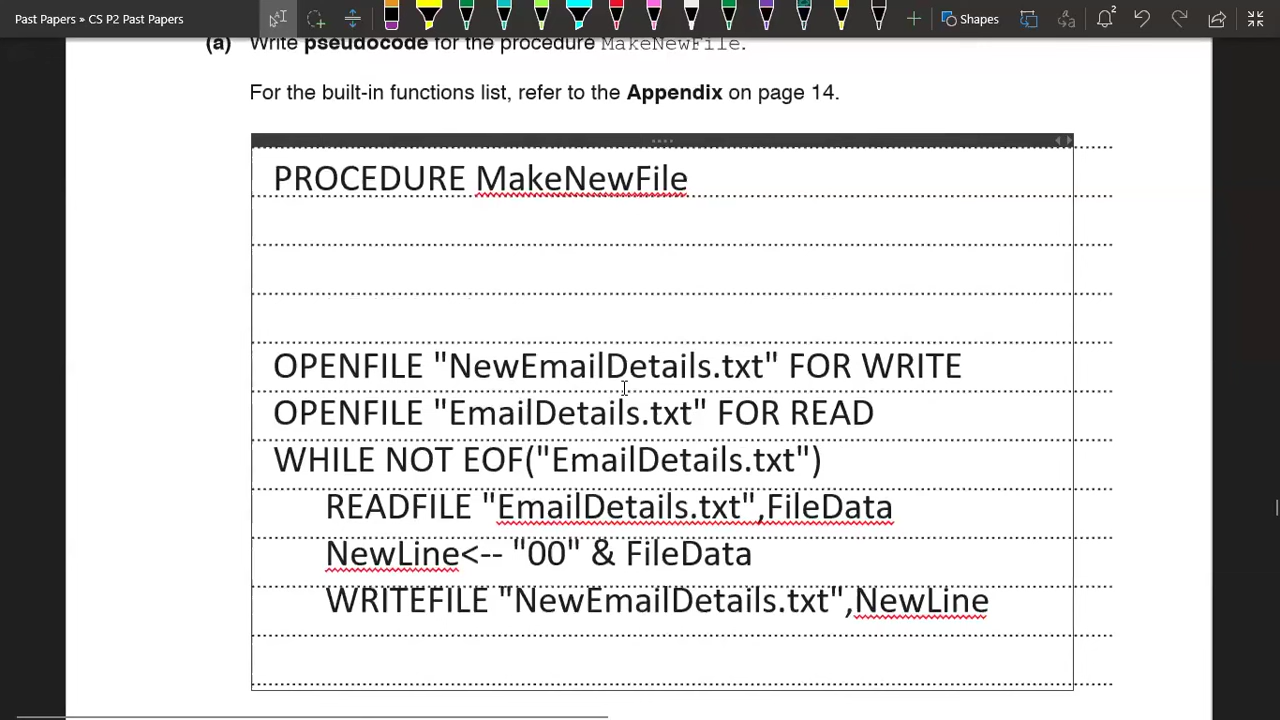 Past Papers » CS P2 Past Papers
Shapes
2
(a) Write pseudocode for the procedure MakeNewFile.
For the built-in functions list, refer to the Appendix on page 14.
PROCEDURE MakeNewFile
OPENFILE "NewEmailDetails.txt" FOR WRITE
OPENFILE "EmailDetails.txt" FOR READ
WHILE NOT EOF("EmailDetails.txt")
READFILE "EmailDetails.txt",FileData
NewLine<-- "00" & FileData
WRITEFILE "NewEmailDetails.txt",NewLine